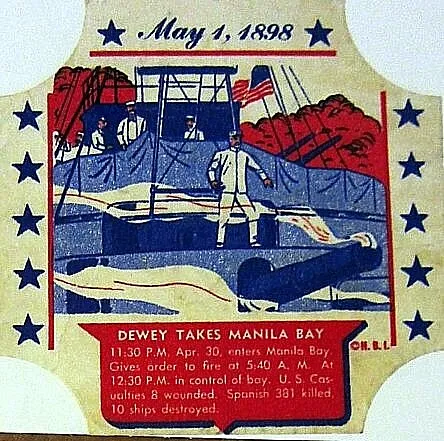 May 1, 1898
DEWEY TAKES MANILA BAY
11:30 P.M. Apr. 30, enters Manila Bay.
Gives order to fire at 5:40 A. M. At
12:30 P.M. in control of bay. U. S. Cas-
ualties 8 wounded. Spanish 381 killed,
10 ships destroyed.
©H. B. I.